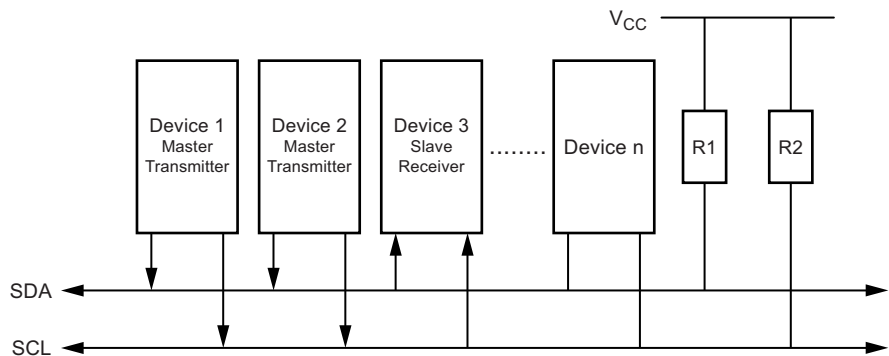 VCC
Device 1
Master
Transmitter
Device 2
Master
Transmitter
Device 3
Slave
Receiver
........
Device n
R1
R2
SDA
SCL